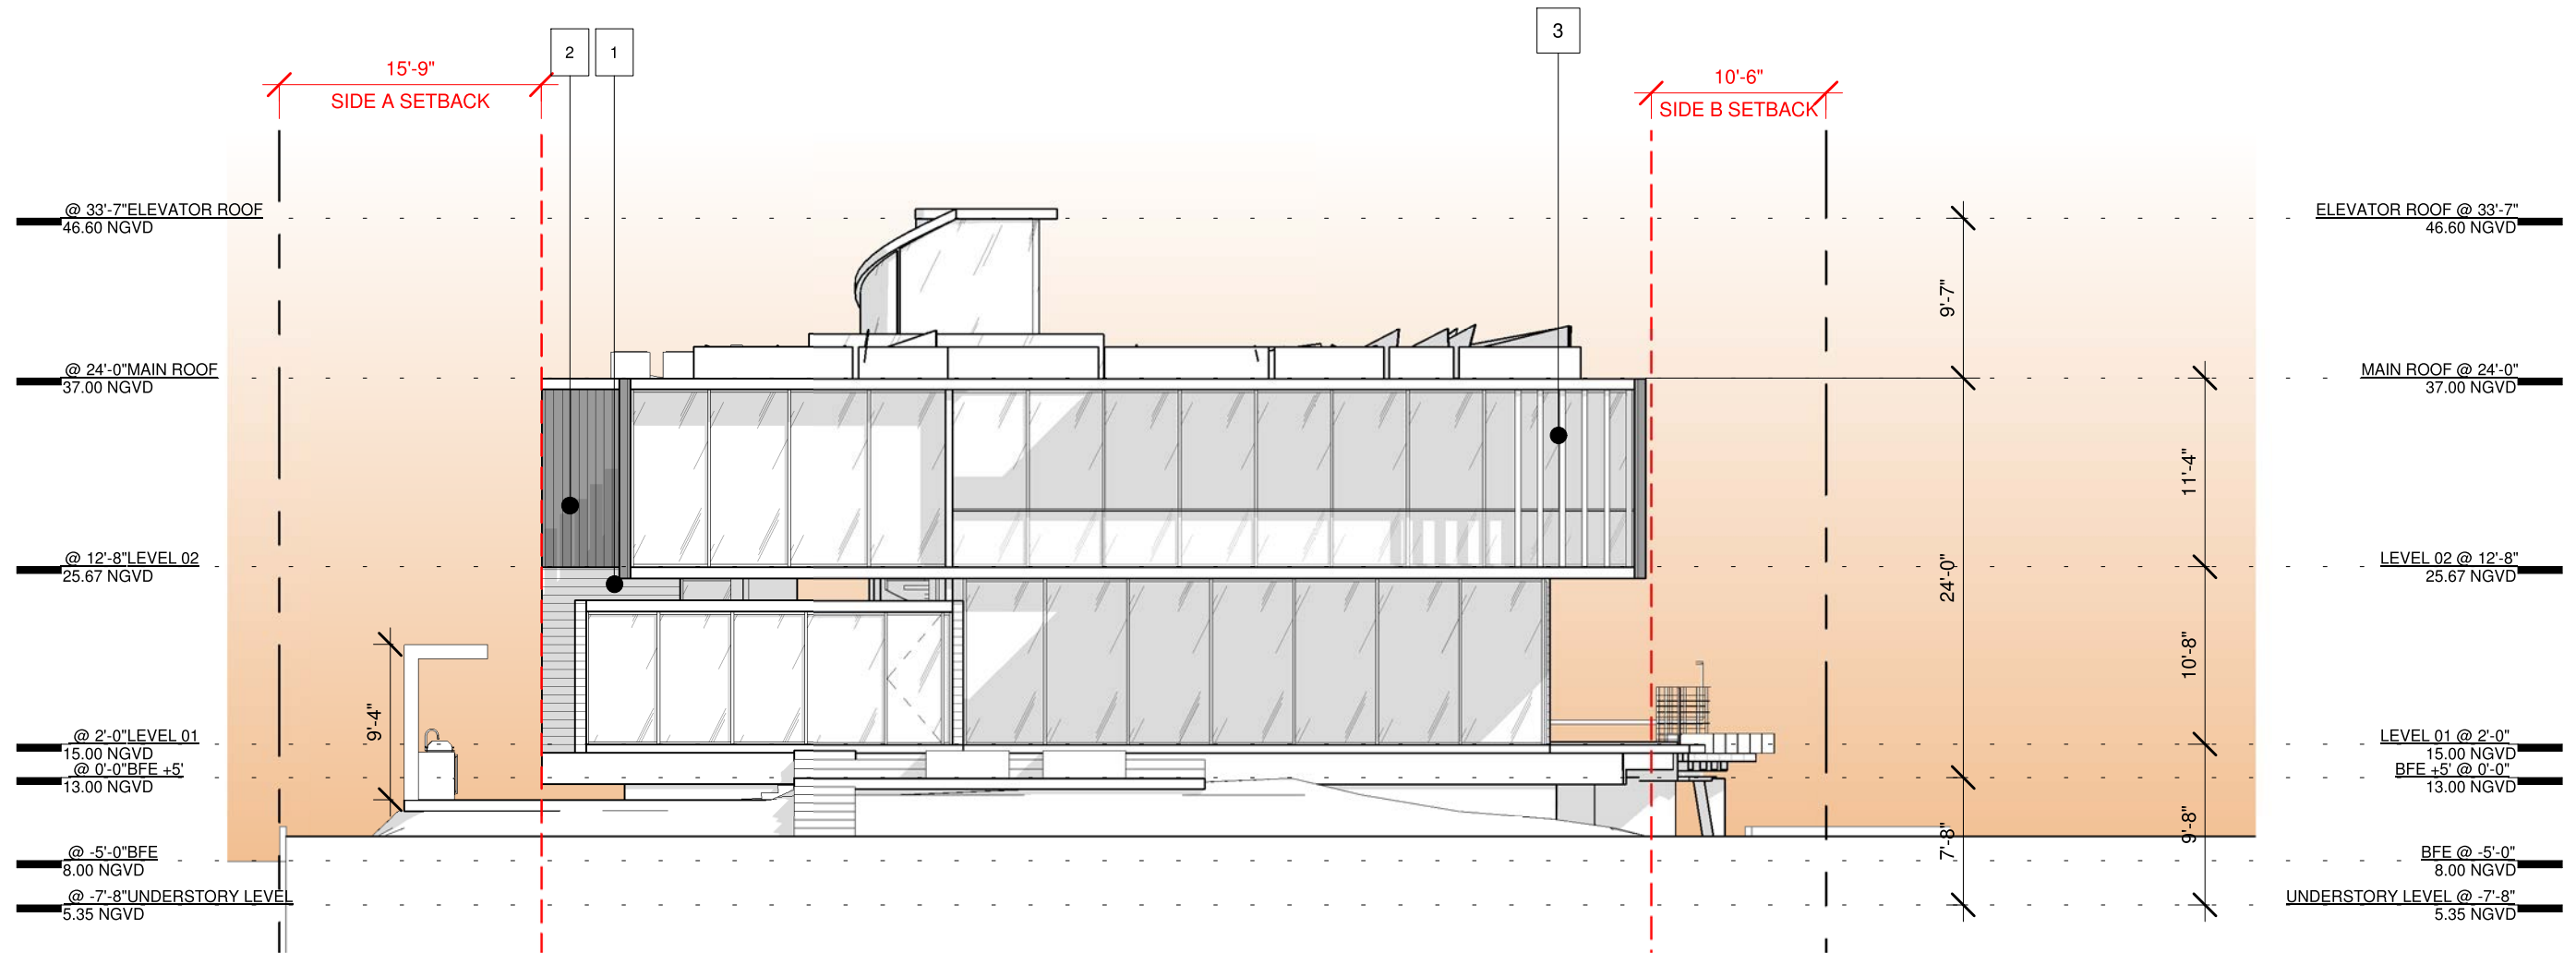 2
1
3
15'-9"
SIDE A SETBACK
10'-6"
SIDE B SETBACK
@ 33'-7"ELEVATOR ROOF
46.60 NGVD
ELEVATOR ROOF @ 33'-7"
46.60 NGVD
9'-7"
@ 24'-0"MAIN ROOF
37.00 NGVD
MAIN ROOF @ 24'-0"
37.00 NGVD
11'-4"
@ 12'-8"LEVEL 02
25.67 NGVD
24'-0"
LEVEL 02 @ 12'-8"
25.67 NGVD
10'-8"
9'-4"
@ 2'-0"LEVEL 01
15.00 NGVD
LEVEL 01 @ 2'-0"
15.00 NGVD
@ 0'-0"BFE +5'
13.00 NGVD
BFE +5' @ 0'-0"
13.00 NGVD
7'-8"
9'-8"
@ -5'-0"BFE
8.00 NGVD
BFE @ -5'-0"
8.00 NGVD
@ -7'-8"UNDERSTORY LEVEL
5.35 NGVD
UNDERSTORY LEVEL @ -7'-8"
5.35 NGVD